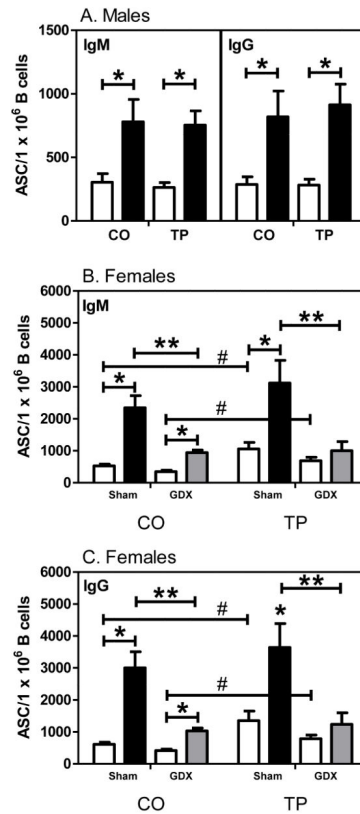 A. Males
IgM
IgG
ASC/1 x 10⁶ B cells
1500
1000
500
0
* * * *
CO TP CO TP
B. Females
IgM
ASC/1 x 10⁶ B cells
6000
5000
4000
3000
2000
1000
0
** **
# *
*
#
*
Sham GDX Sham GDX
CO TP
C. Females
IgG
ASC/1 x 10⁶ B cells
6000
5000
4000
3000
2000
1000
0
** **
# *
*
#
*
Sham GDX Sham GDX
CO TP